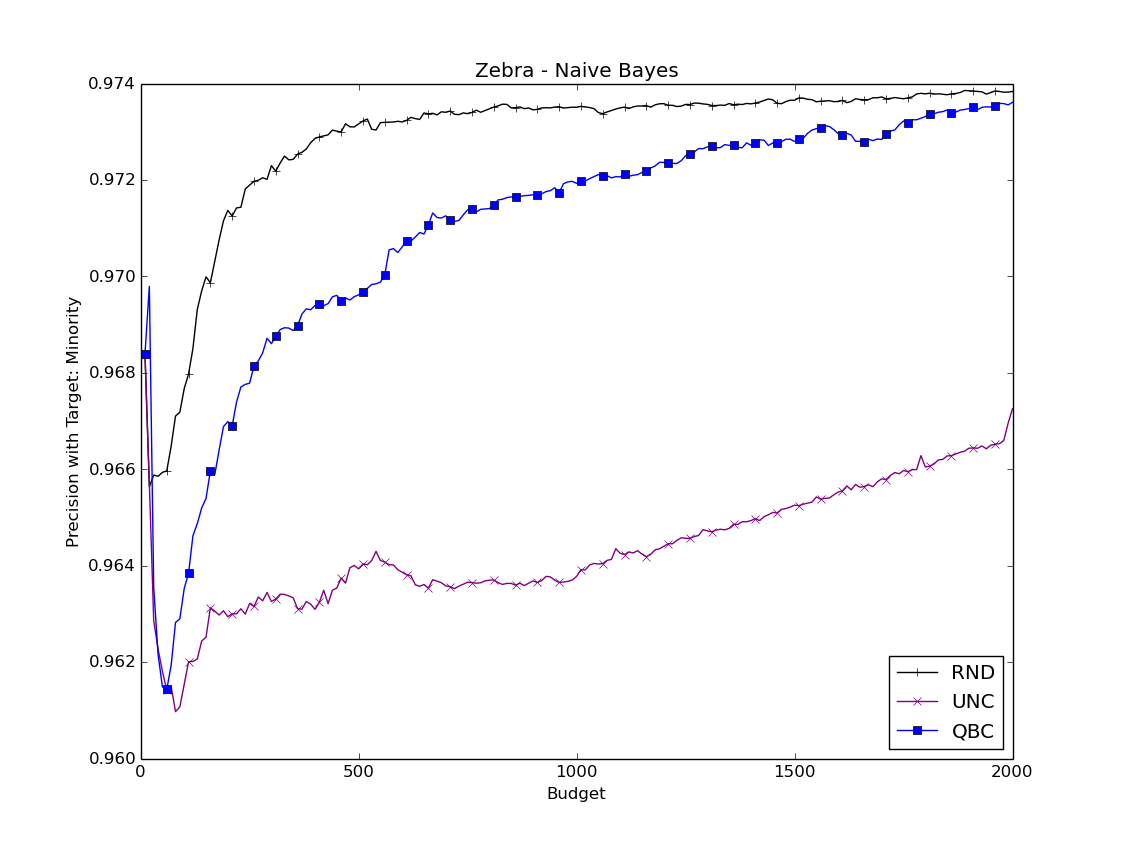 Zebra - Naive Bayes
0.974
0.972
0.970
0.968
0.966
0.964
0.962
0.960
Precision with Target: Minority
RND
UNC
QBC
0
500
1000
1500
2000
Budget